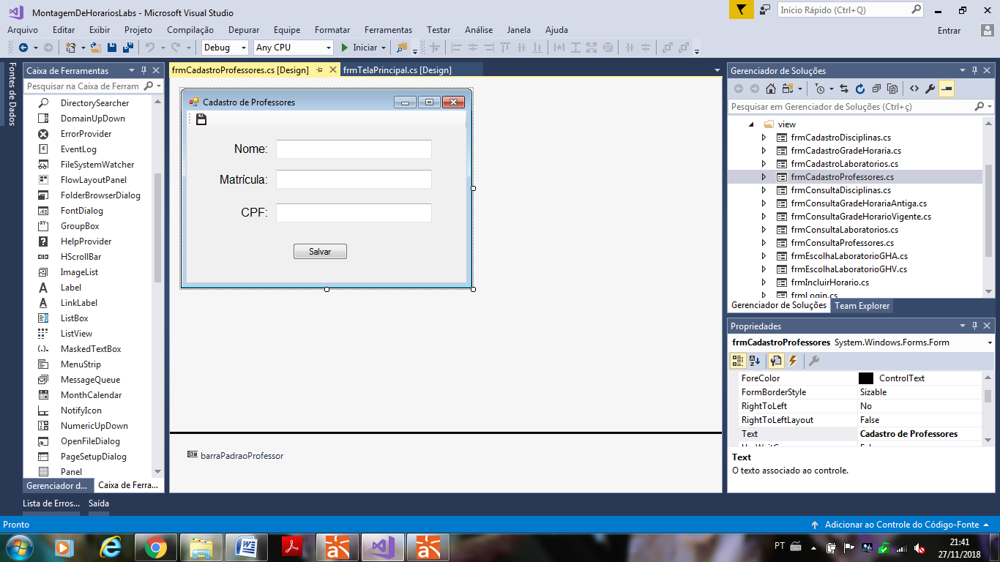 MontagemDeHorariosLabs - Microsoft Visual Studio
Início Rápido (Ctrl+Q)
Arquivo Editar Exibir Projeto Compilação Depurar Equipe Formatar Ferramentas Testar Análise Janela Ajuda
Entrar
Debug Any CPU Iniciar
Fontes de Dados
Caixa de Ferramentas
Pesquisar na Caixa de Ferram
DirectorySearcher
DomainUpDown
ErrorProvider
EventLog
FileSystemWatcher
FlowLayoutPanel
FolderBrowserDialog
FontDialog
GroupBox
HelpProvider
HScrollBar
ImageList
Label
LinkLabel
ListBox
ListView
MaskedTextBox
MenuStrip
MessageQueue
MonthCalendar
NotifyIcon
NumericUpDown
OpenFileDialog
PageSetupDialog
Panel
Gerenciador d... Caixa de Ferra...
frmCadastroProfessores.cs [Design] frmTelaPrincipal.cs [Design]
Cadastro de Professores
Nome:
Matrícula:
CPF:
Salvar
barraPadraoProfessor
Gerenciador de Soluções
Pesquisar em Gerenciador de Soluções (Ctrl+ç)
view
frmCadastroDisciplinas.cs
frmCadastroGradeHoraria.cs
frmCadastroLaboratorios.cs
frmCadastroProfessores.cs
frmConsultaDisciplinas.cs
frmConsultaGradeHorariaAntiga.cs
frmConsultaGradeHorarioVigente.cs
frmConsultaLaboratorios.cs
frmConsultaProfessores.cs
frmEscolhaLaboratorioGHA.cs
frmEscolhaLaboratorioGHV.cs
frmIncluirHorario.cs
frmLogin.cs
Gerenciador de Soluções Team Explorer
Propriedades
frmCadastroProfessores System.Windows.Forms.Form
ForeColor ControlText
FormBorderStyle Sizable
RightToLeft No
RightToLeftLayout False
Text Cadastro de Professores
Text
O texto associado ao controle.
Lista de Erros... Saída
Pronto
Adicionar ao Controle do Código-Fonte
PT
21:41
27/11/2018